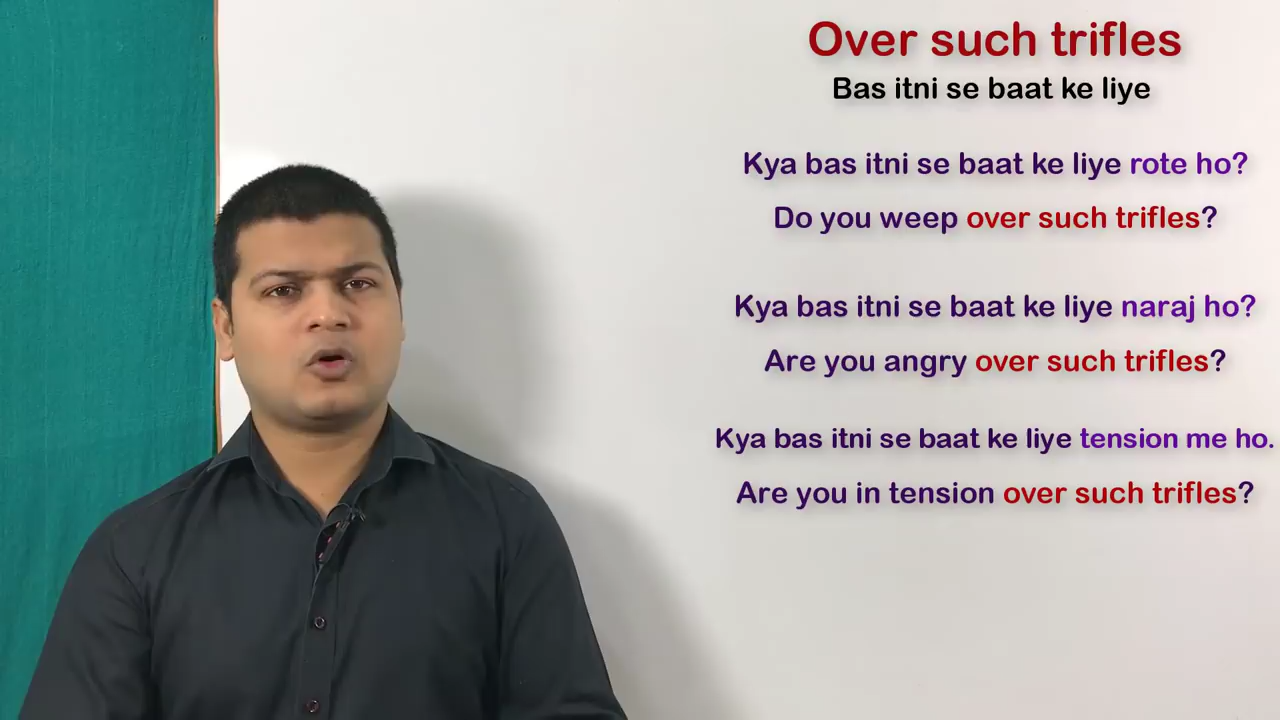 Over such trifles
Bas itni se baat ke liye
Kya bas itni se baat ke liye rote ho?
Do you weep over such trifles?
Kya bas itni se baat ke liye naraj ho?
Are you angry over such trifles?
Kya bas itni se baat ke liye tension me ho.
Are you in tension over such trifles?